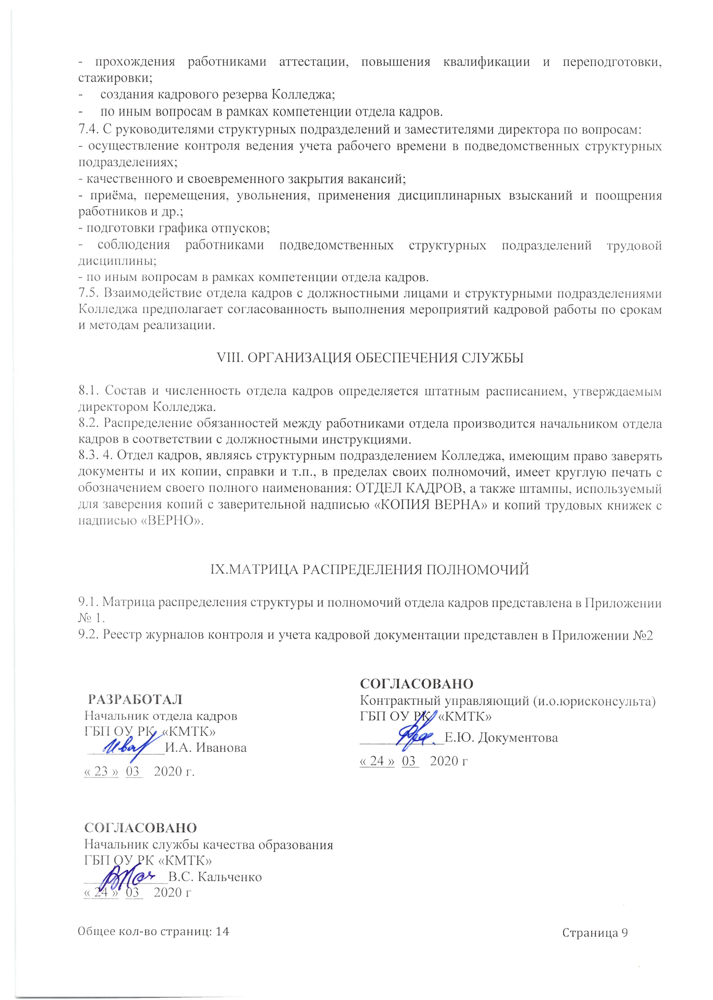 - прохождения работниками аттестации, повышения квалификации и переподготовки,
стажировки;
- создания кадрового резерва Колледжа;
- по иным вопросам в рамках компетенции отдела кадров.
7.4. С руководителями структурных подразделений и заместителями директора по вопросам:
- осуществление контроля ведения учета рабочего времени в подведомственных структурных
подразделениях;
- качественного и своевременного закрытия вакансий;
- приёма, перемещения, увольнения, применения дисциплинарных взысканий и поощрения
работников и др.;
- подготовки графика отпусков;
- соблюдения работниками подведомственных структурных подразделений трудовой
дисциплины;
- по иным вопросам в рамках компетенции отдела кадров.
7.5. Взаимодействие отдела кадров с должностными лицами и структурными подразделениями
Колледжа предполагает согласованность выполнения мероприятий кадровой работы по срокам
и методам реализации.
VIII. ОРГАНИЗАЦИЯ ОБЕСПЕЧЕНИЯ СЛУЖБЫ
8.1. Состав и численность отдела кадров определяется штатным расписанием, утверждаемым
директором Колледжа.
8.2. Распределение обязанностей между работниками отдела производится начальником отдела
кадров в соответствии с должностными инструкциями.
8.3. 4. Отдел кадров, являясь структурным подразделением Колледжа, имеющим право заверять
документы и их копии, справки и т.п., в пределах своих полномочий, имеет круглую печать с
обозначением своего полного наименования: ОТДЕЛ КАДРОВ, а также штампы, используемый
для заверения копий с заверительной надписью «КОПИЯ ВЕРНА» и копий трудовых книжек с
надписью «ВЕРНО».
IX.МАТРИЦА РАСПРЕДЕЛЕНИЯ ПОЛНОМОЧИЙ
9.1. Матрица распределения структуры и полномочий отдела кадров представлена в Приложении
№ 1.
9.2. Реестр журналов контроля и учета кадровой документации представлен в Приложении №2
РАЗРАБОТАЛ
Начальник отдела кадров
ГБП ОУ РК «КМТК»
И.А. Иванова
« 23 » 03 2020 г.
СОГЛАСОВАНО
Контрактный управляющий (и.о.юрисконсульта)
ГБП ОУ РК «КМТК»
Е.Ю. Документова
« 24 » 03 2020 г
СОГЛАСОВАНО
Начальник службы качества образования
ГБП ОУ РК «КМТК»
В.С. Кальченко
« 24 » 03 2020 г
Общее кол-во страниц: 14
Страница 9